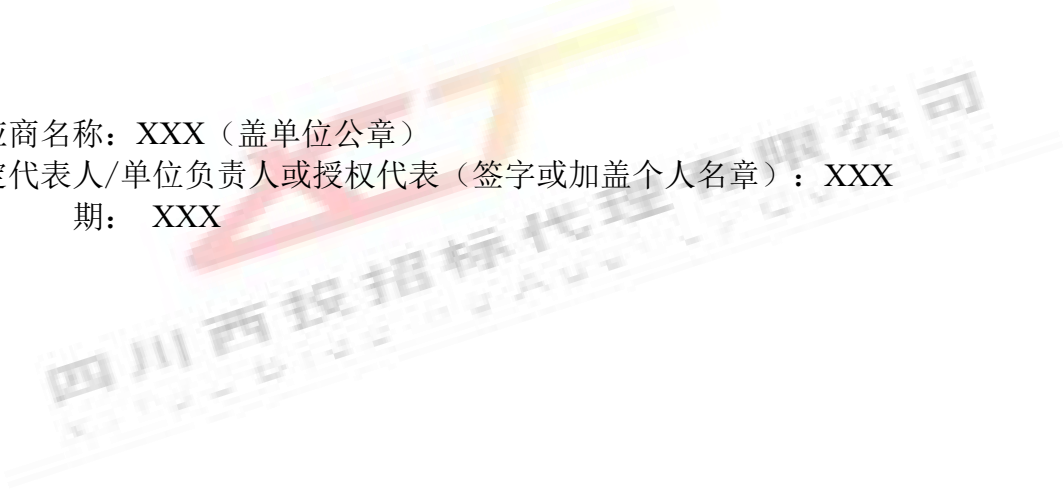 应商名称：XXX（盖单位公章）
定代表人/单位负责人或授权代表（签字或加盖个人名章）：XXX
期： XXX
四川西投招标代理有限公司